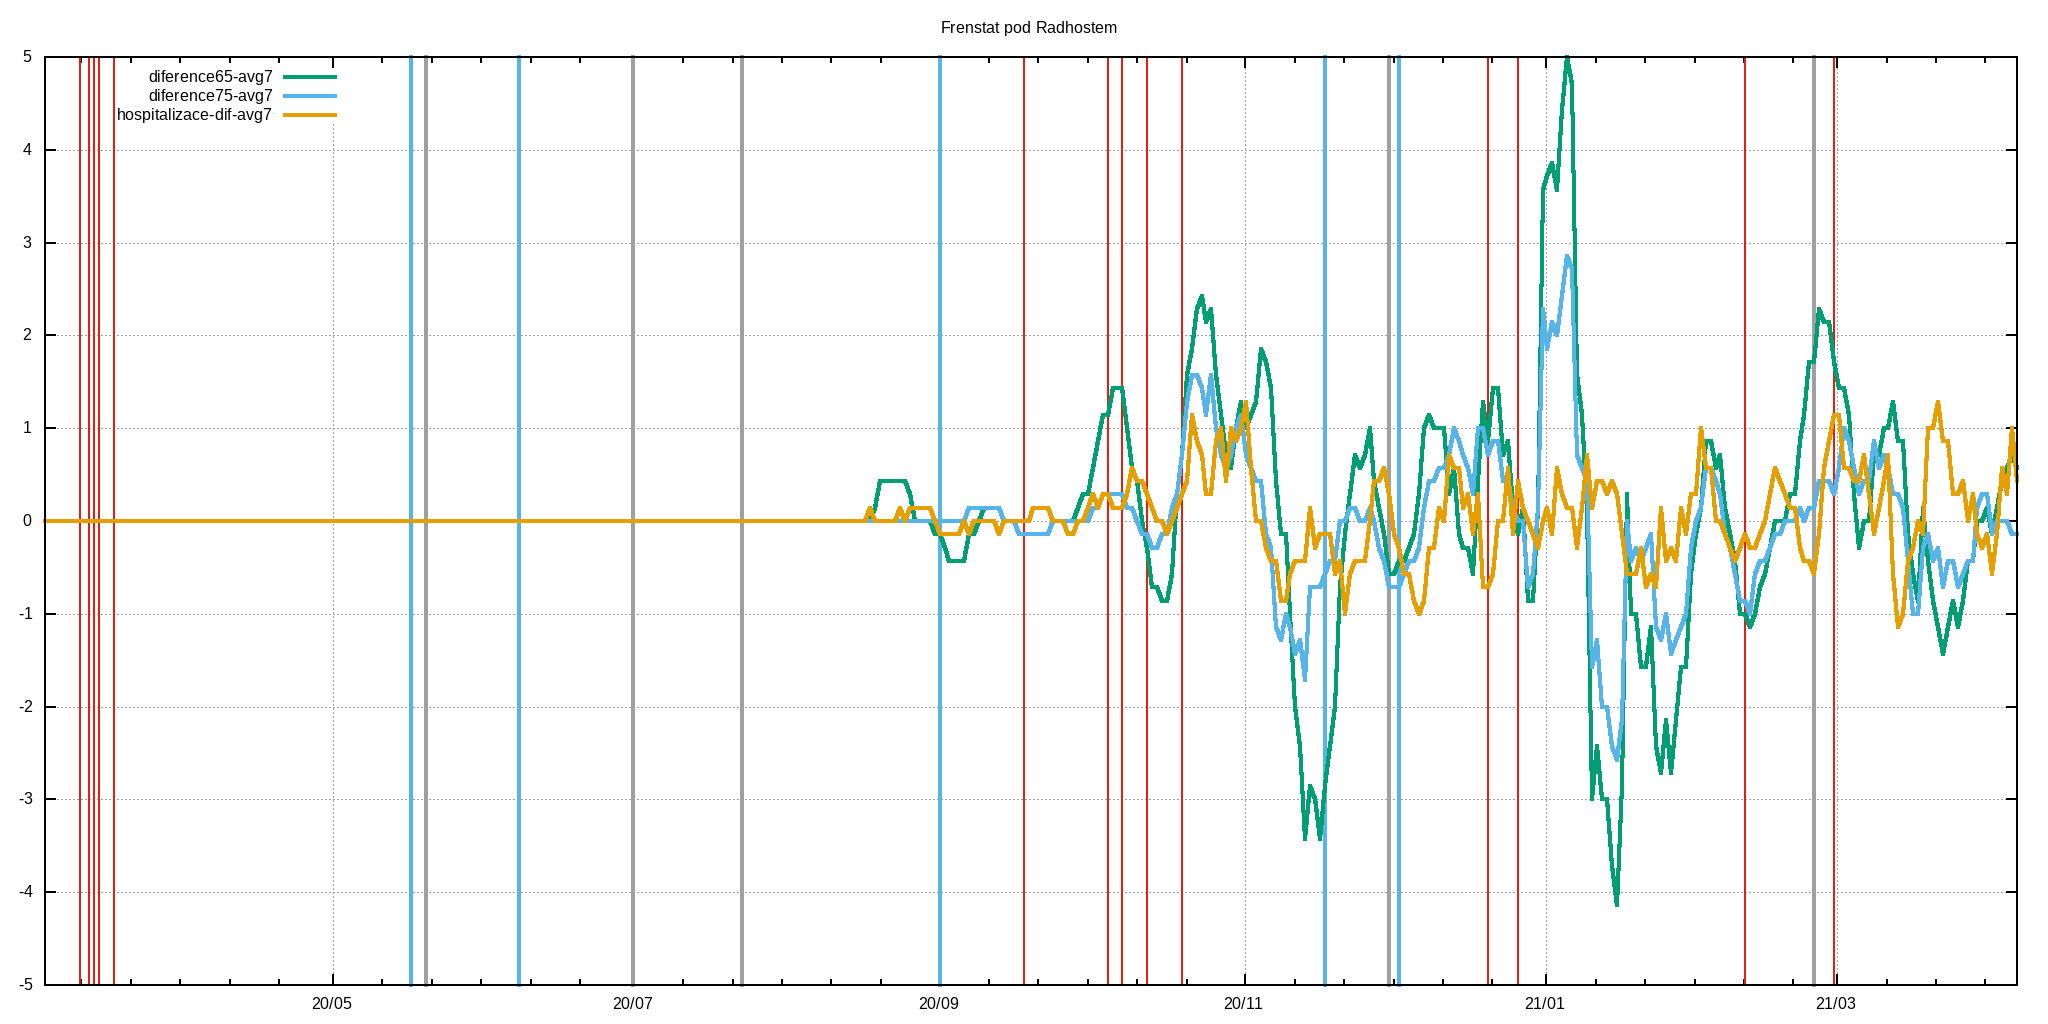 Frenstat pod Radhostem
5
diference65-avg7
diference75-avg7
hospitalizace-dif-avg7
4
3
2
1
0
-1
-2
-3
-4
-5
20/05 20/07 20/09 20/11 21/01 21/03